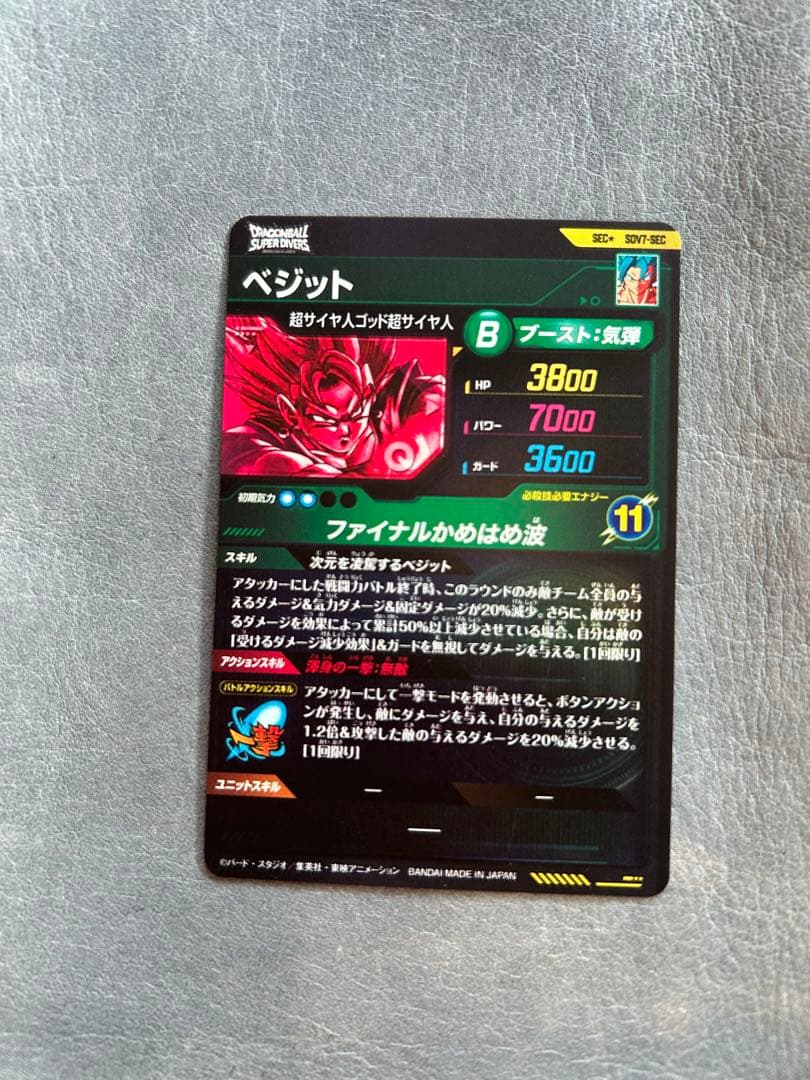 DRAGONBALL
SUPER DIVERS
SEC★ SDV7-SEC
ベジット
超サイヤ人ゴッド超サイヤ人
B ブースト:気弾
HP 3800
パワー 7000
ガード 3600
初期気力
必殺技必要エナジー
11
ファイナルかめはめ波
スキル 次元を凌駕するベジット
アタッカーにした戦闘力バトル終了時、このラウンドのみ敵チーム全員の与
えるダメージ&気力ダメージ&固定ダメージが20%減少。さらに、敵が受け
るダメージを効果によって累計50%以上減少させている場合、自分は敵の
「受けるダメージ減少効果」&ガードを無視してダメージを与える。[1回限り]
アクションスキル 渾身の一撃:無敵
バトルアクションスキル
一撃
アタッカーにして一撃モードを発動させると、ボタンアクショ
ンが発生し、敵にダメージを与え、自分の与えるダメージを
1.2倍&攻撃した敵の与えるダメージを20%減少させる。
[1回限り]
ユニットスキル
©バード・スタジオ/集英社・東映アニメーション BANDAI MADE IN JAPAN